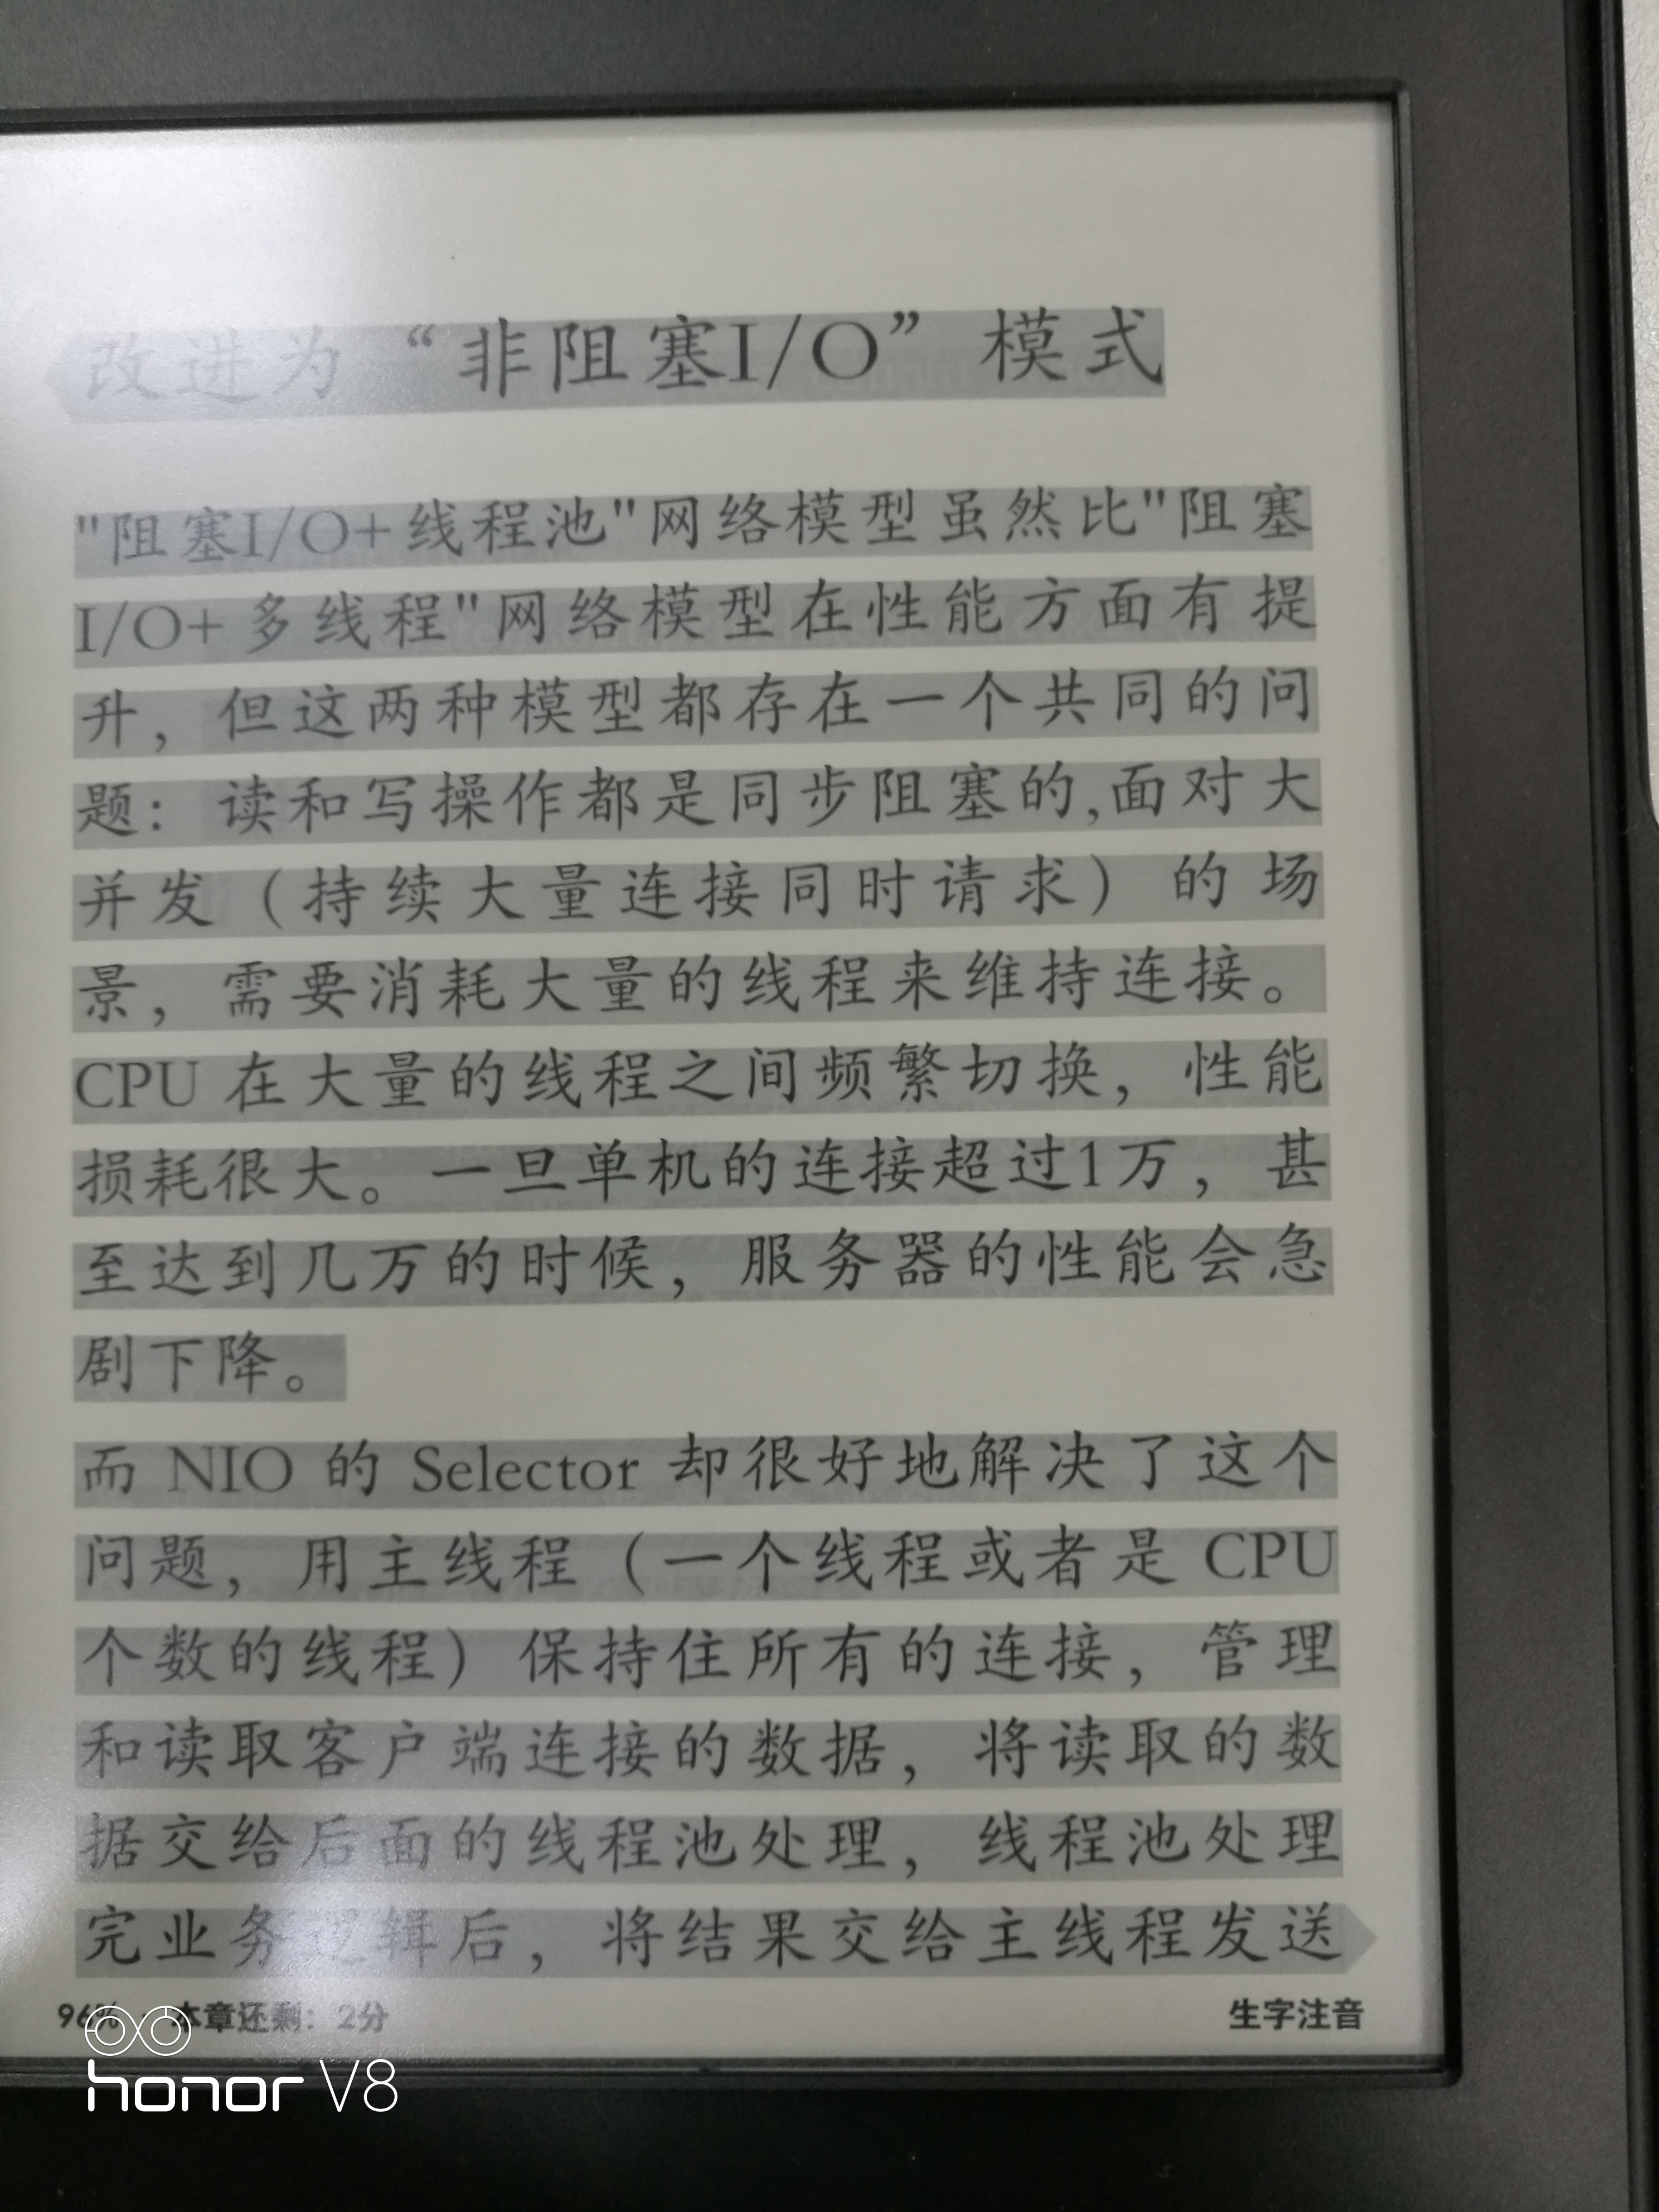 改进为“非阻塞I/O”模式
"阻塞I/O+线程池"网络模型虽然比"阻塞
I/O+多线程"网络模型在性能方面有提
升，但这两种模型都存在一个共同的问
题：读和写操作都是同步阻塞的,面对大
并发（持续大量连接同时请求）的场
景，需要消耗大量的线程来维持连接。
CPU 在大量的线程之间频繁切换，性能
损耗很大。一旦单机的连接超过1万，甚
至达到几万的时候，服务器的性能会急
剧下降。
而 NIO 的 Selector 却很好地解决了这个
问题，用主线程（一个线程或者是 CPU
个数的线程）保持住所有的连接，管理
和读取客户端连接的数据，将读取的数
据交给后面的线程池处理，线程池处理
完业务逻辑后，将结果交给主线程发送
96% 本章还剩：2分 生字注音
honor V8